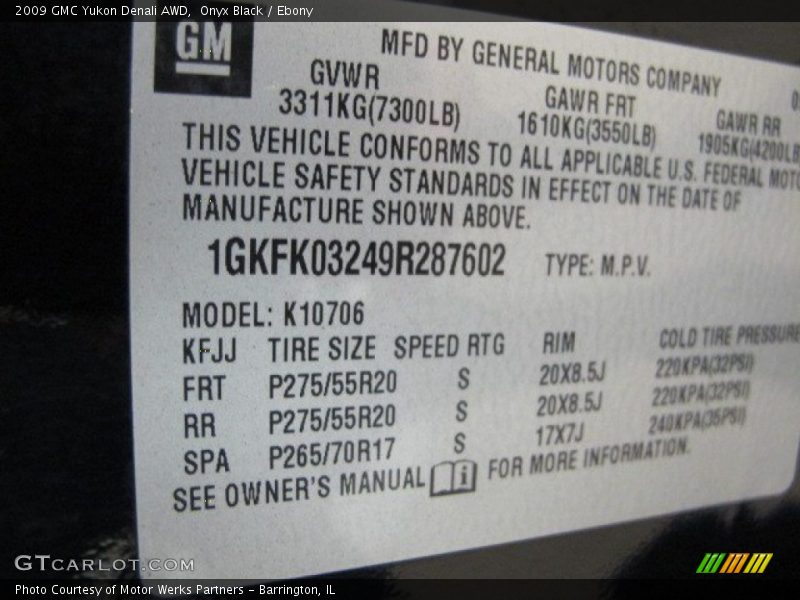 2009 GMC Yukon Denali AWD, Onyx Black / Ebony
GM
MFD BY GENERAL MOTORS COMPANY
GVWR GAWR FRT GAWR RR
3311KG(7300LB) 1610KG(3550LB) 1905KG(4200LB
THIS VEHICLE CONFORMS TO ALL APPLICABLE U.S. FEDERAL MOTO
VEHICLE SAFETY STANDARDS IN EFFECT ON THE DATE OF
MANUFACTURE SHOWN ABOVE.
1GKFK03249R287602 TYPE: M.P.V.
MODEL: K10706
KFJJ TIRE SIZE SPEED RTG RIM COLD TIRE PRESSURE
FRT P275/55R20 S 20X8.5J 220KPA(32PSI)
RR P275/55R20 S 20X8.5J 220KPA(32PSI)
SPA P265/70R17 S 17X7J 240KPA(35PSI)
SEE OWNER'S MANUAL i FOR MORE INFORMATION.
GTCARLOT.COM
Photo Courtesy of Motor Werks Partners - Barrington, IL